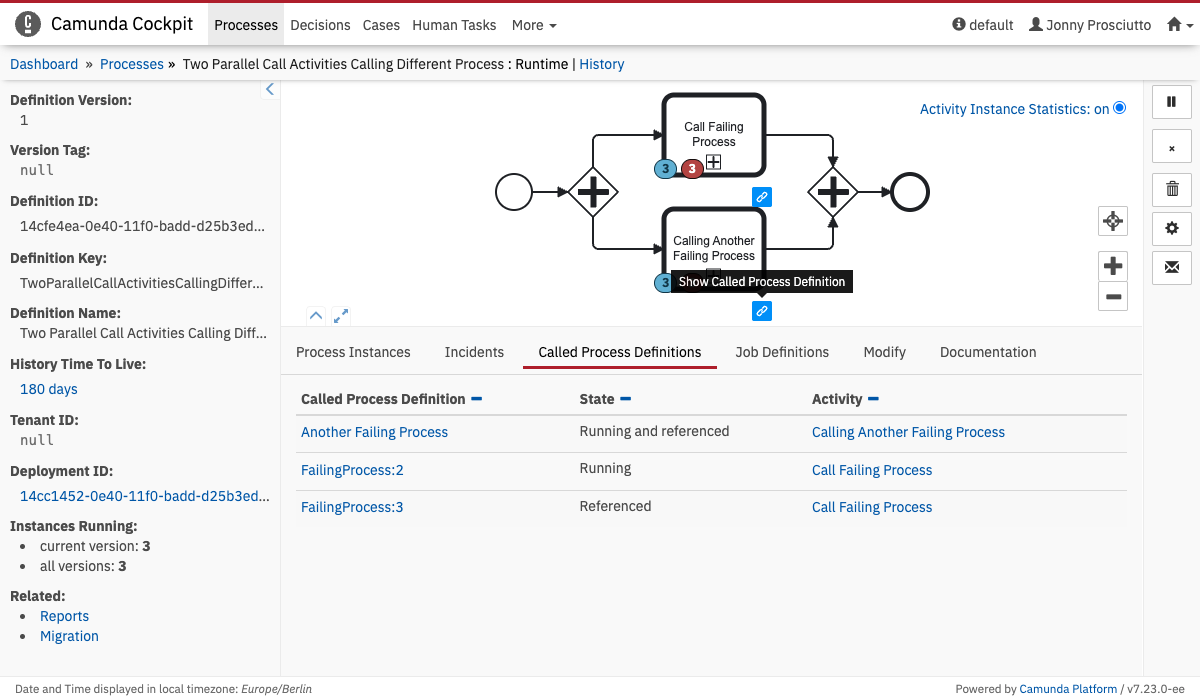 Camunda Cockpit Processes Decisions Cases Human Tasks More default Jonny Prosciutto
Dashboard » Processes » Two Parallel Call Activities Calling Different Process : Runtime | History
Definition Version:
1
Version Tag:
null
Definition ID:
14cfe4ea-0e40-11f0-badd-d25b3ed...
Definition Key:
TwoParallelCallActivitiesCallingDiffer...
Definition Name:
Two Parallel Call Activities Calling Diff...
History Time To Live:
180 days
Tenant ID:
null
Deployment ID:
14cc1452-0e40-11f0-badd-d25b3ed...
Instances Running:
current version: 3
all versions: 3
Related:
Reports
Migration
Activity Instance Statistics: on
Call Failing
Process
3 3
Calling Another
Failing Process
3
Show Called Process Definition
Process Instances Incidents Called Process Definitions Job Definitions Modify Documentation
Called Process Definition State Activity
Another Failing Process Running and referenced Calling Another Failing Process
FailingProcess:2 Running Call Failing Process
FailingProcess:3 Referenced Call Failing Process
Date and Time displayed in local timezone: Europe/Berlin Powered by Camunda Platform / v7.23.0-ee